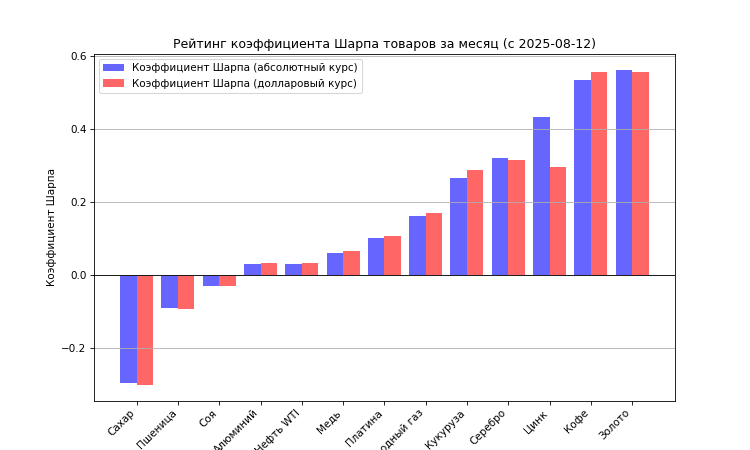 Рейтинг коэффициента Шарпа товаров за месяц (с 2025-08-12)
Коэффициент Шарпа (абсолютный курс)
Коэффициент Шарпа (долларовый курс)
Коэффициент Шарпа
0.6
0.4
0.2
0.0
−0.2
Сахар
Пшеница
Соя
Алюминий
Нефть WTI
Медь
Платина
одный газ
Кукуруза
Серебро
Цинк
Кофе
Золото